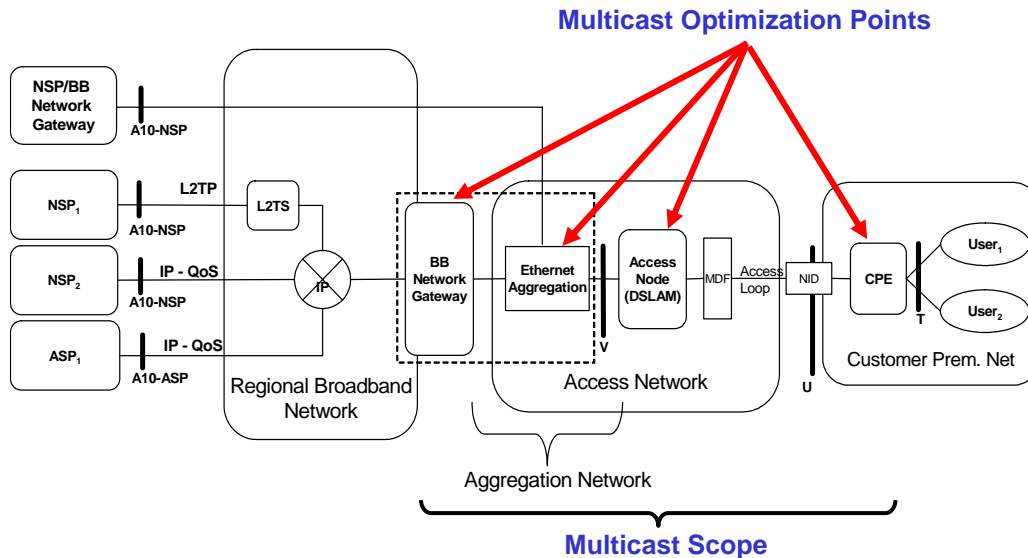 Multicast Optimization Points
NSP/BB
Network
Gateway
A10-NSP
NSP1
L2TP
A10-NSP
L2TS
NSP2
IP - QoS
A10-NSP
IP
ASP1
IP - QoS
A10-ASP
Regional Broadband
Network
BB
Network
Gateway
Ethernet
Aggregation
V
Access
Node
(DSLAM)
MDF
Access
Loop
Access Network
NID
U
CPE
T
User1
User2
Customer Prem. Net
Aggregation Network
Multicast Scope